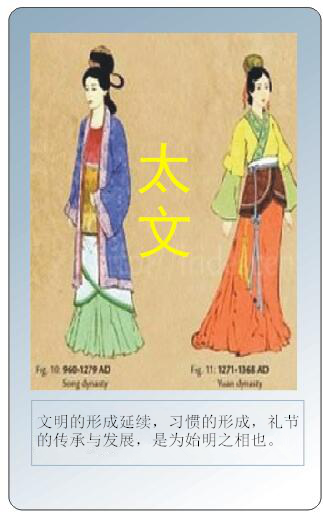 太
文
Fig. 10: 960-1279 AD
Song dynasty
Fig. 11: 1271-1368 AD
Yuan dynasty
文明的形成延续，习惯的形成，礼节
的传承与发展，是为始明之相也。